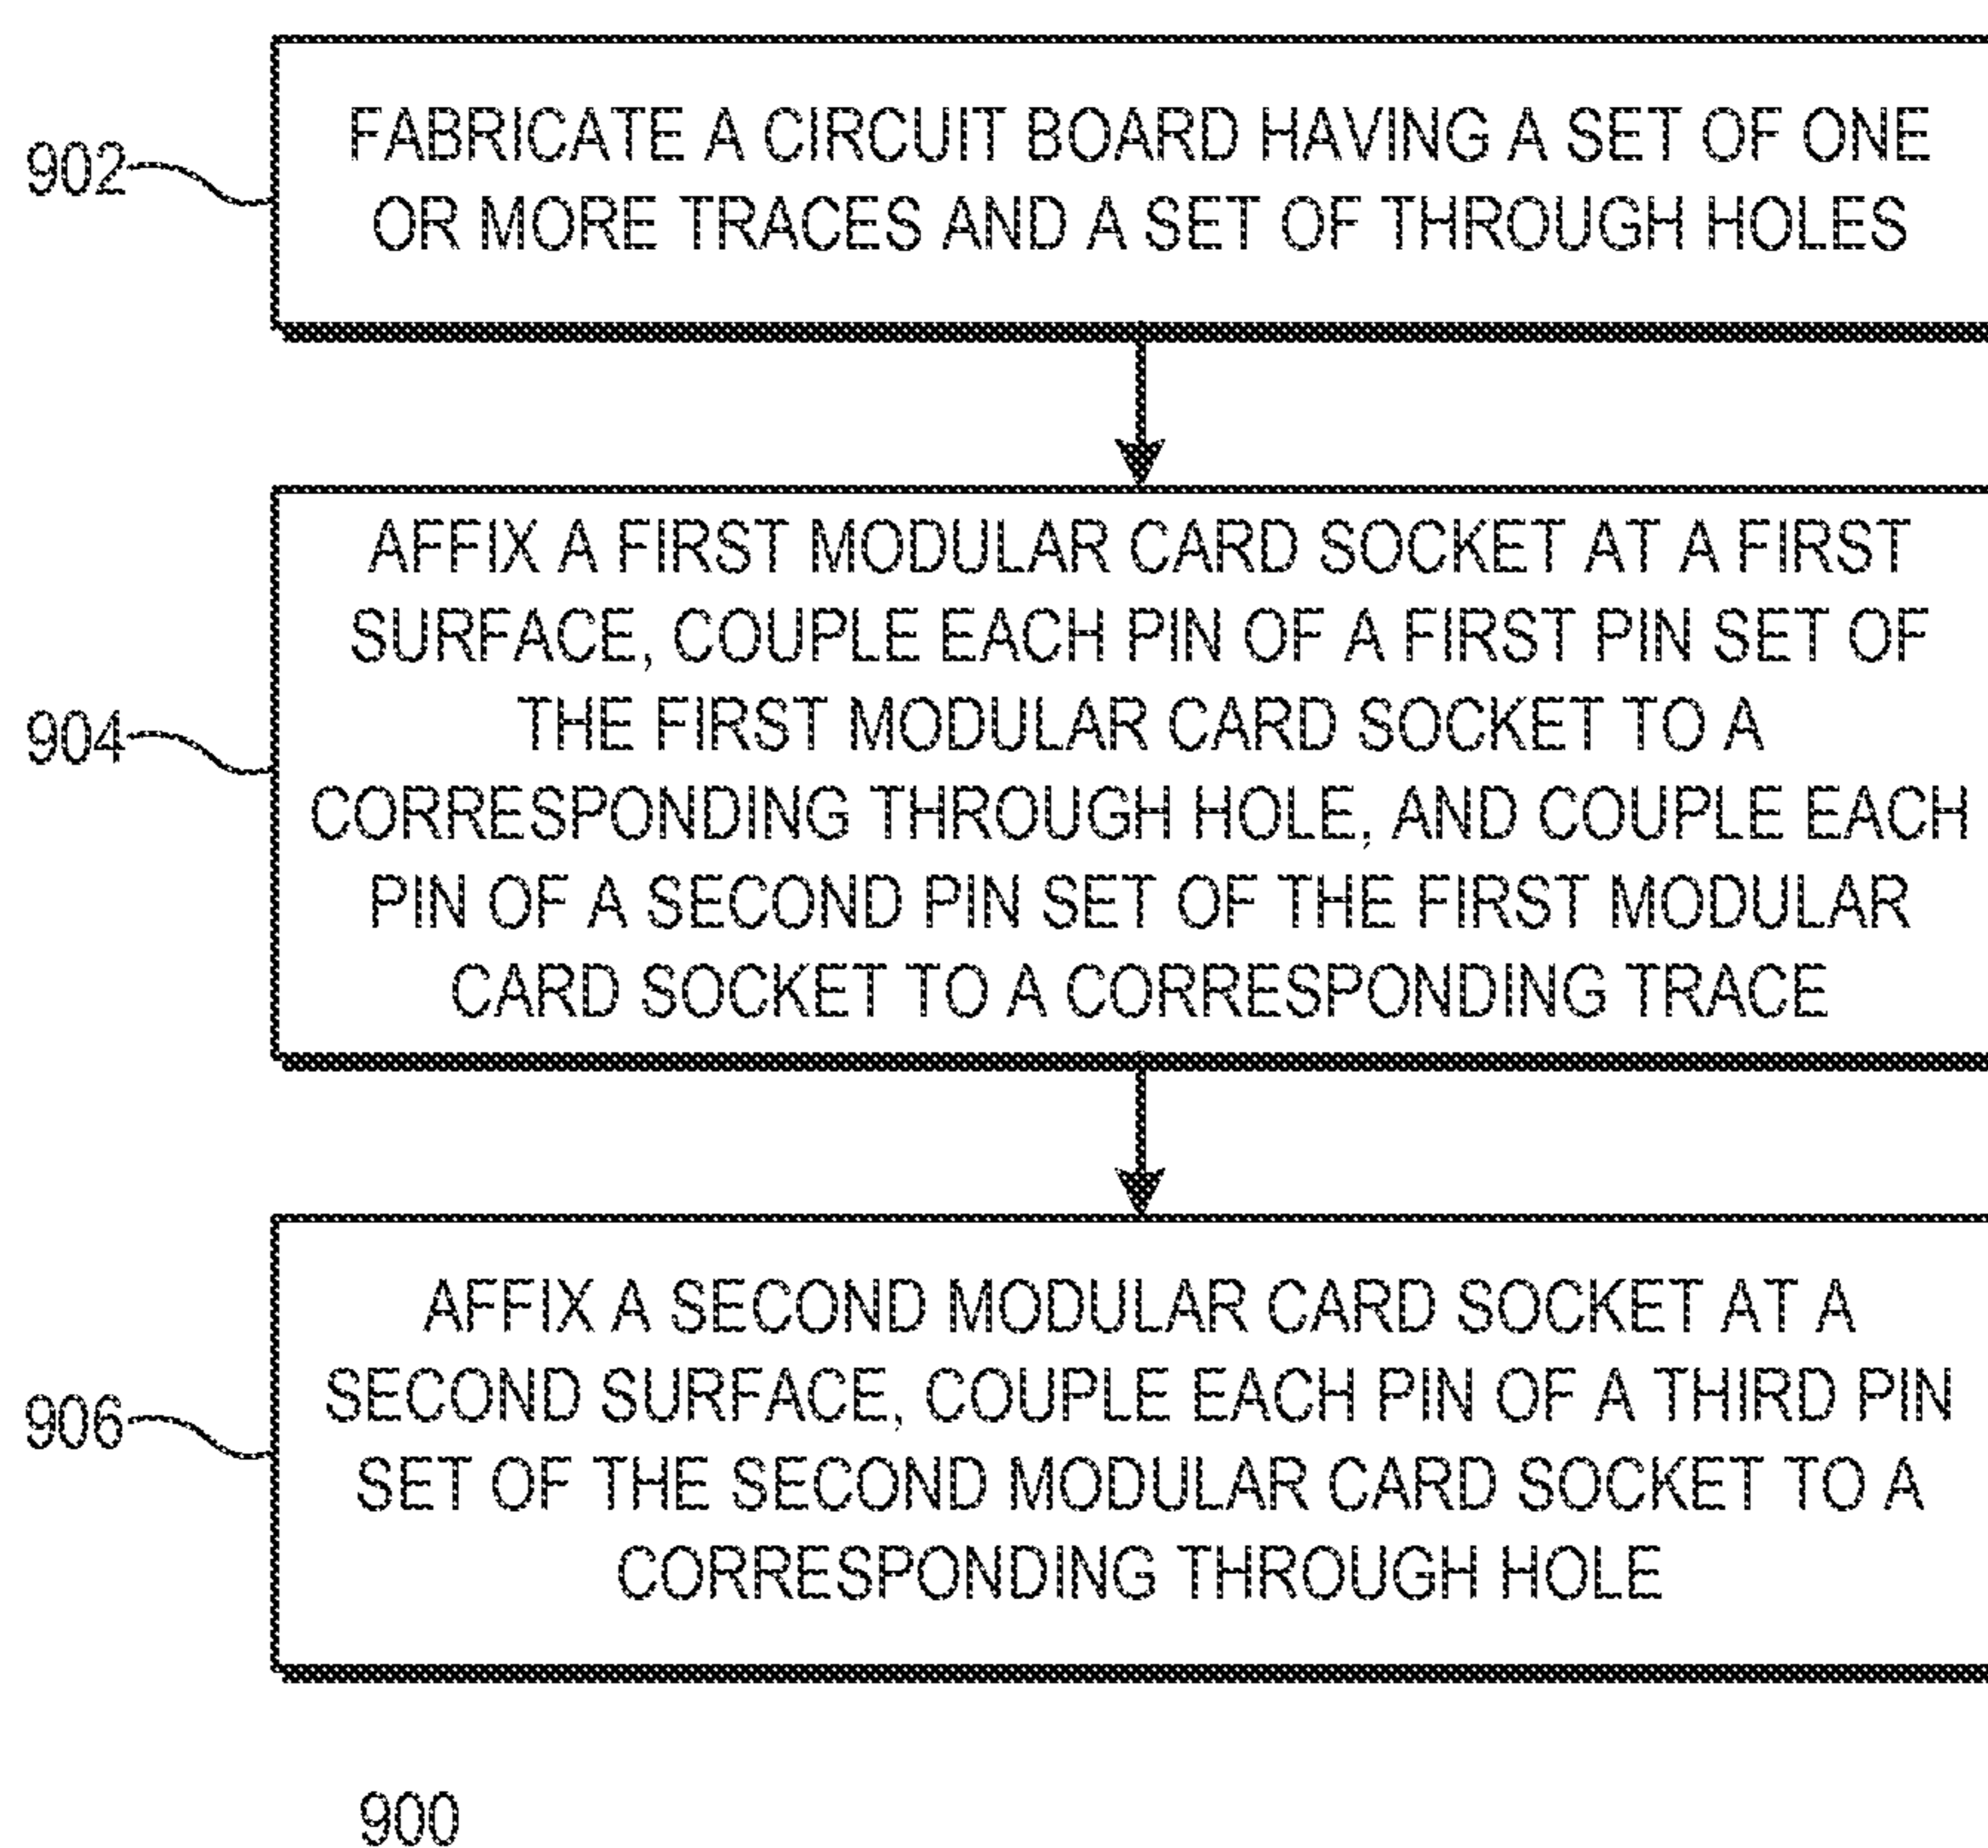 902
FABRICATE A CIRCUIT BOARD HAVING A SET OF ONE
OR MORE TRACES AND A SET OF THROUGH HOLES
904
AFFIX A FIRST MODULAR CARD SOCKET AT A FIRST
SURFACE, COUPLE EACH PIN OF A FIRST PIN SET OF
THE FIRST MODULAR CARD SOCKET TO A
CORRESPONDING THROUGH HOLE, AND COUPLE EACH
PIN OF A SECOND PIN SET OF THE FIRST MODULAR
CARD SOCKET TO A CORRESPONDING TRACE
906
AFFIX A SECOND MODULAR CARD SOCKET AT A
SECOND SURFACE, COUPLE EACH PIN OF A THIRD PIN
SET OF THE SECOND MODULAR CARD SOCKET TO A
CORRESPONDING THROUGH HOLE
900